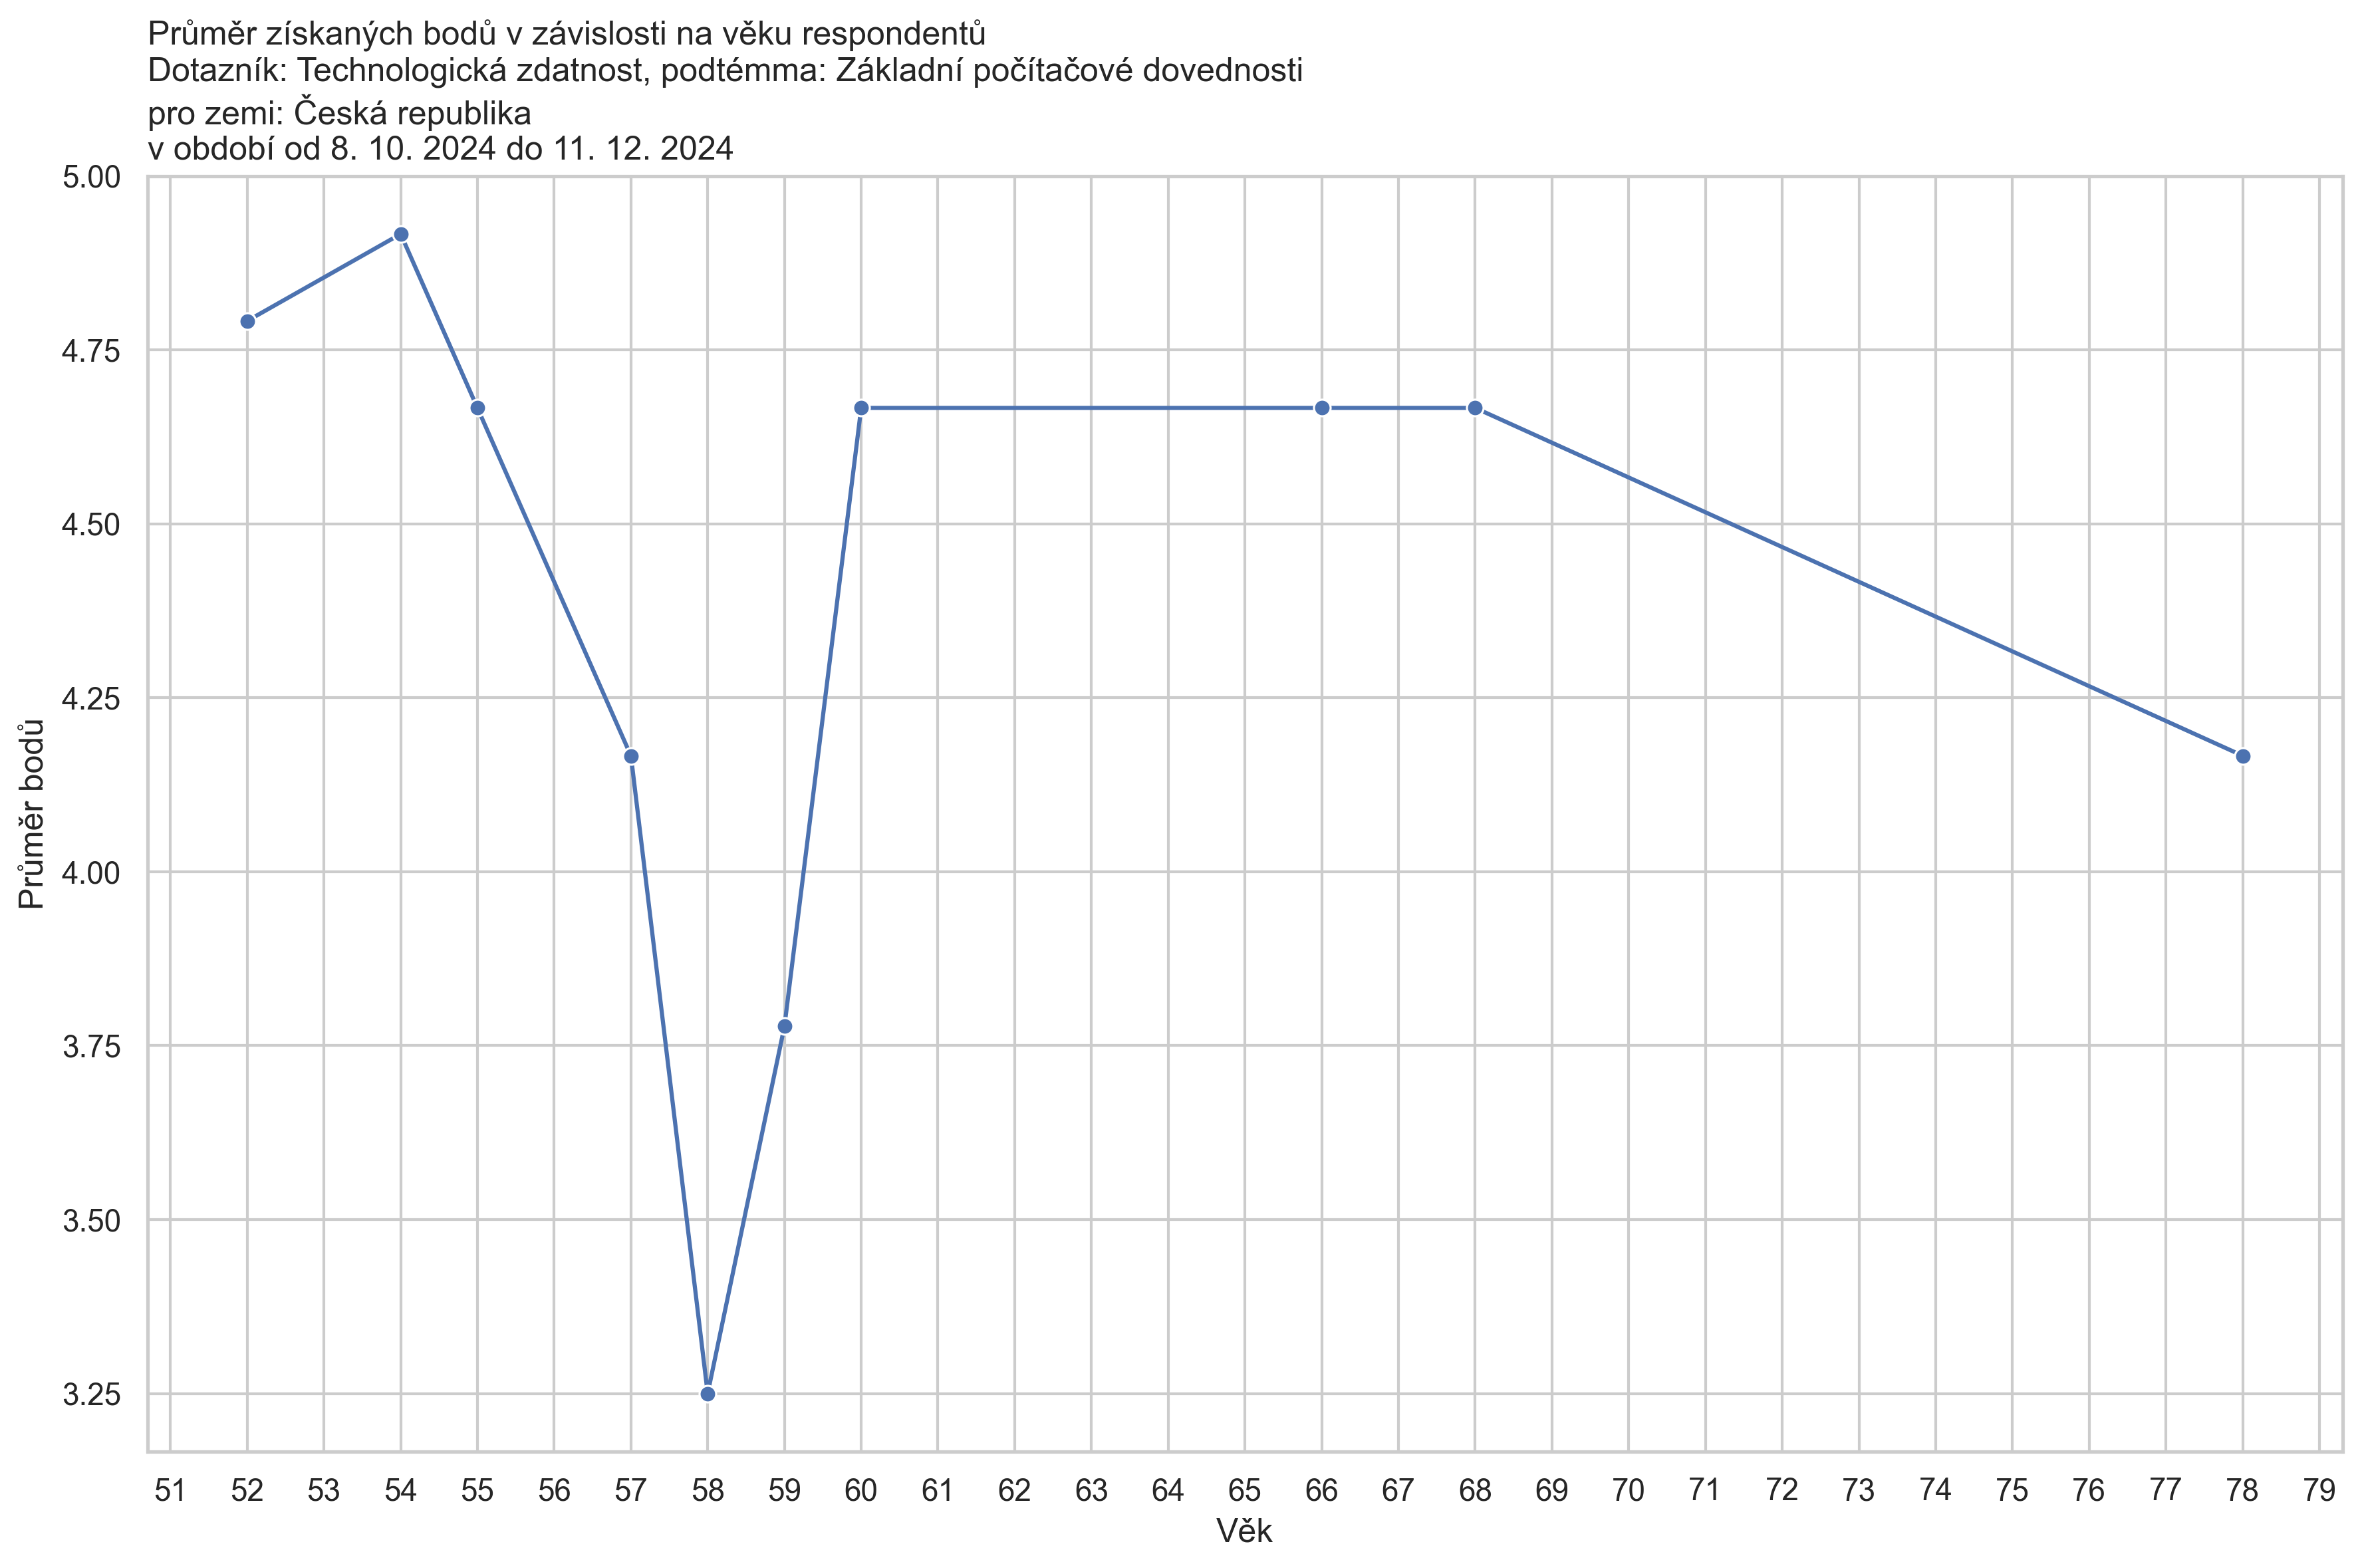 Průměr získaných bodů v závislosti na věku respondentů
Dotazník: Technologická zdatnost, podtémma: Základní počítačové dovednosti
pro zemi: Česká republika
v období od 8. 10. 2024 do 11. 12. 2024
5.00
4.75
4.50
4.25
4.00
3.75
3.50
3.25
Průměr bodů
51 52 53 54 55 56 57 58 59 60 61 62 63 64 65 66 67 68 69 70 71 72 73 74 75 76 77 78 79
Věk